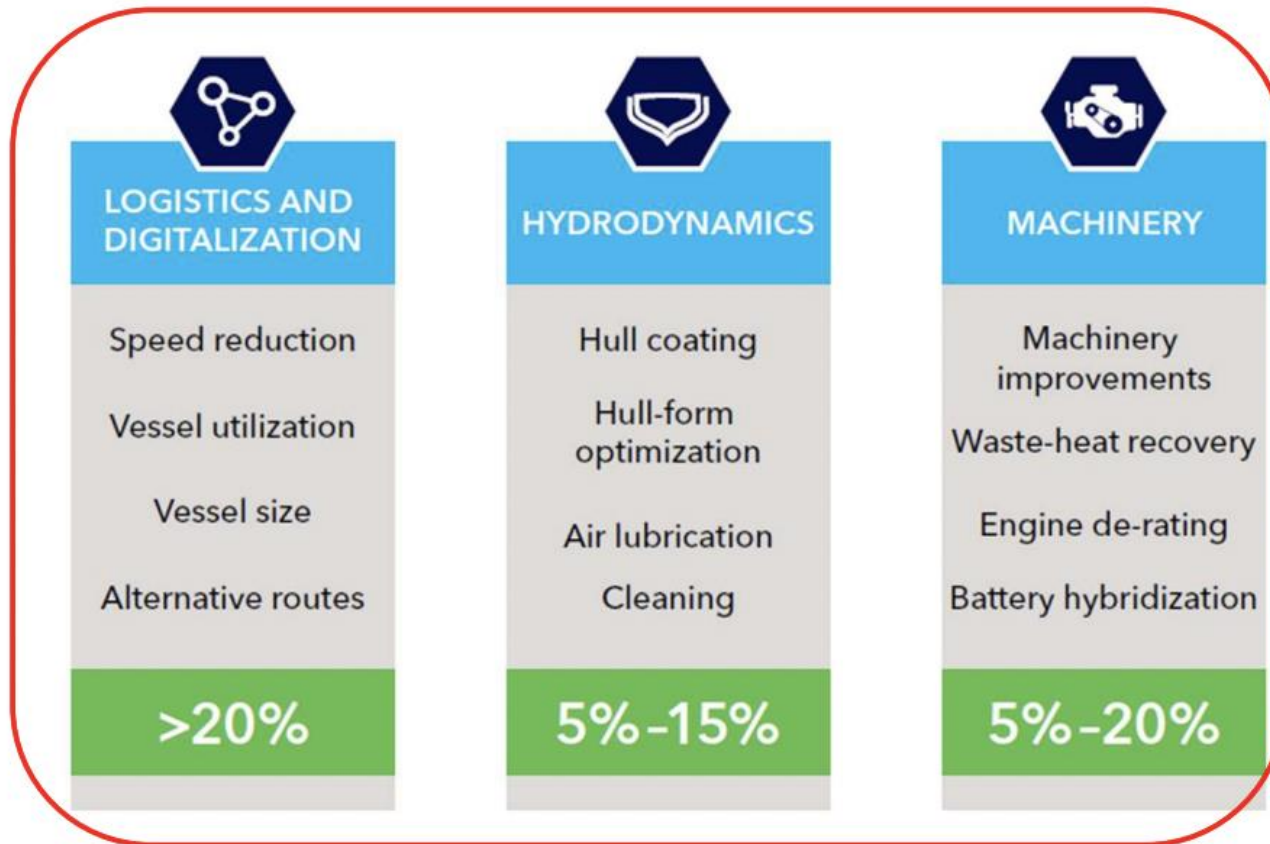 LOGISTICS AND
DIGITALIZATION
Speed reduction
Vessel utilization
Vessel size
Alternative routes
>20%
HYDRODYNAMICS
Hull coating
Hull-form
optimization
Air lubrication
Cleaning
5%–15%
MACHINERY
Machinery
improvements
Waste-heat recovery
Engine de-rating
Battery hybridization
5%–20%